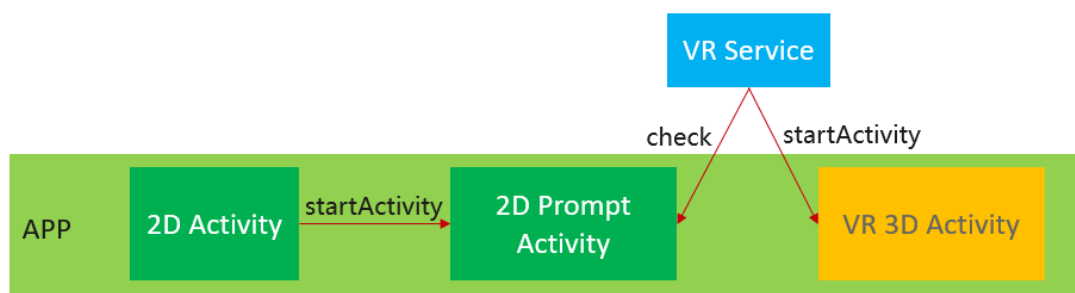 VR Service
check
startActivity
APP
2D Activity
startActivity
2D Prompt
Activity
VR 3D Activity